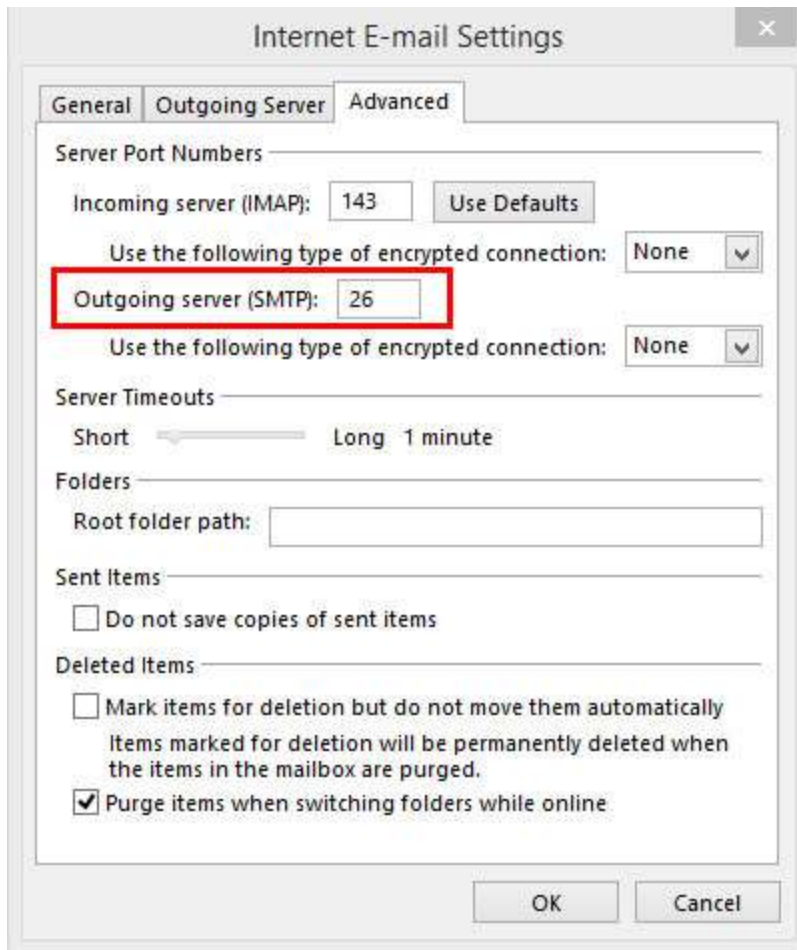 Internet E-mail Settings
General Outgoing Server Advanced
Server Port Numbers
Incoming server (IMAP): 143 Use Defaults
Use the following type of encrypted connection: None
Outgoing server (SMTP): 26
Use the following type of encrypted connection: None
Server Timeouts
Short Long 1 minute
Folders
Root folder path:
Sent Items
Do not save copies of sent items
Deleted Items
Mark items for deletion but do not move them automatically
Items marked for deletion will be permanently deleted when
the items in the mailbox are purged.
Purge items when switching folders while online
OK Cancel